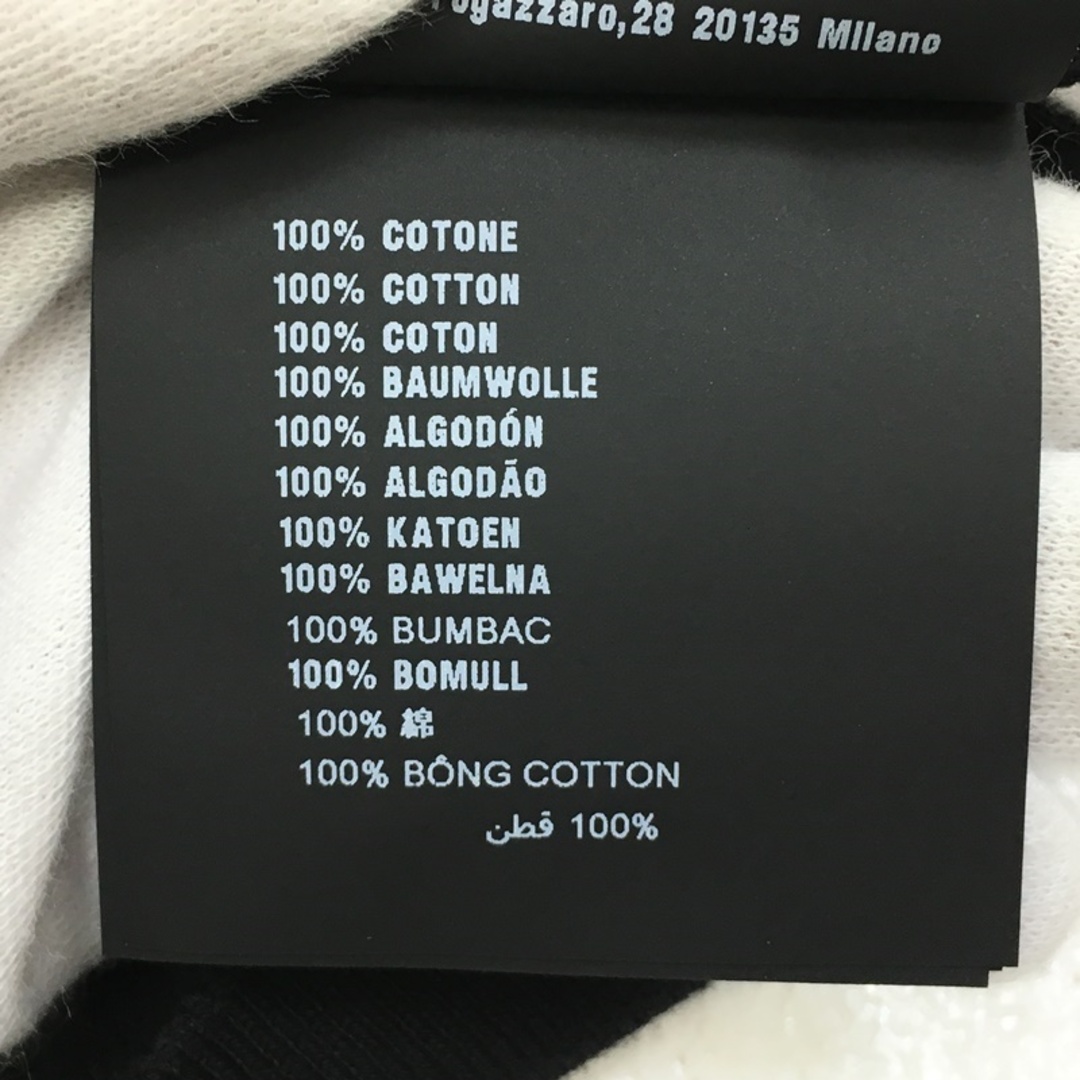 Fogazzaro,28 20135 Milano
100% COTONE
100% COTTON
100% COTON
100% BAUMWOLLE
100% ALGODÓN
100% ALGODÃO
100% KATOEN
100% BAWELNA
100% BUMBAC
100% BOMULL
100% 綿
100% BÔNG COTTON
100% قطن